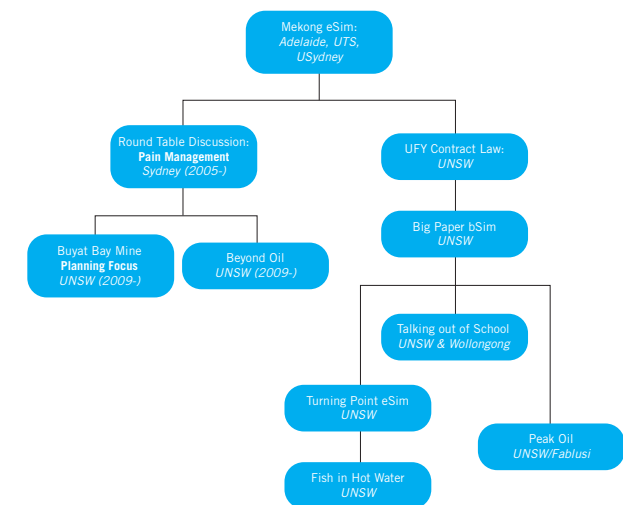 Mekong eSim:
Adelaide, UTS,
USydney
Round Table Discussion:
Pain Management
Sydney (2005-)
UFY Contract Law:
UNSW
Buyat Bay Mine
Planning Focus
UNSW (2009-)
Beyond Oil
UNSW (2009-)
Big Paper bSim
UNSW
Talking out of School
UNSW & Wollongong
Turning Point eSim
UNSW
Peak Oil
UNSW/Fablusi
Fish in Hot Water
UNSW